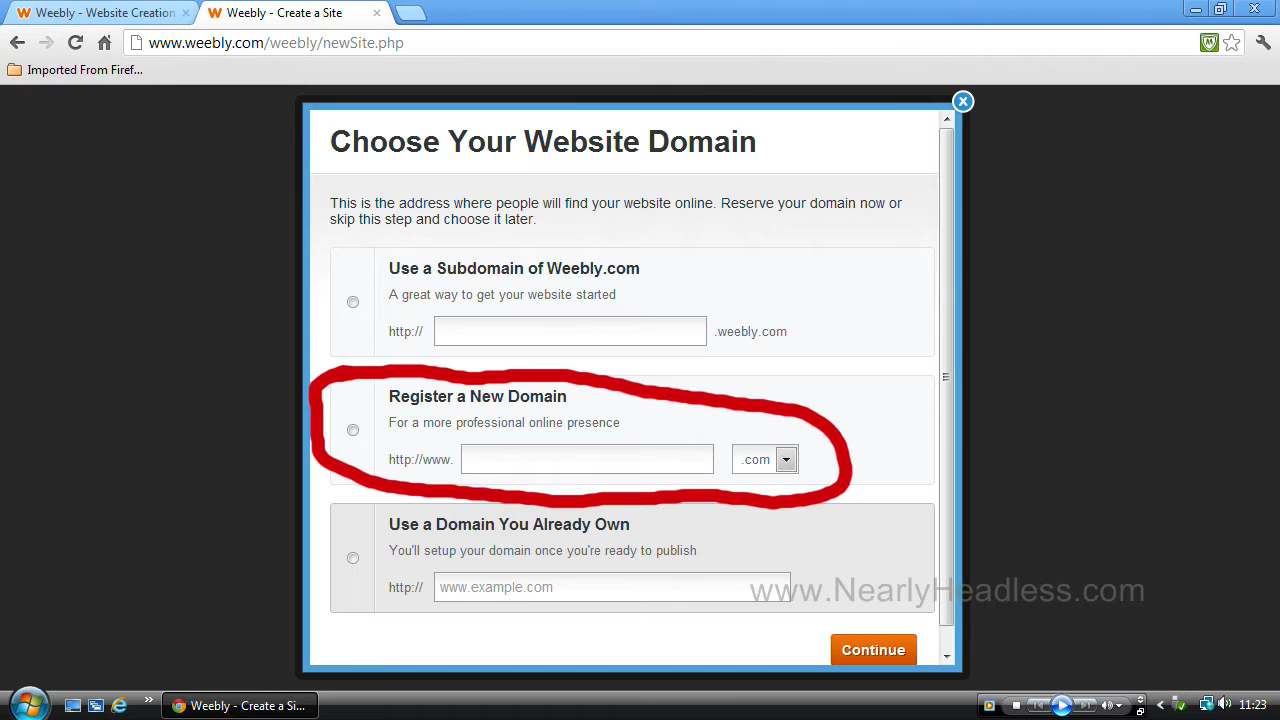 Weebly - Website Creation
Weebly - Create a Site
www.weebly.com/weebly/newSite.php
Imported From Firef...
Choose Your Website Domain
This is the address where people will find your website online. Reserve your domain now or
skip this step and choose it later.
Use a Subdomain of Weebly.com
A great way to get your website started
http:// .weebly.com
Register a New Domain
For a more professional online presence
http://www. .com
Use a Domain You Already Own
You'll setup your domain once you're ready to publish
http:// www.example.com
www.NearlyHeadless.com
Continue
Weebly - Create a Si...
11:23